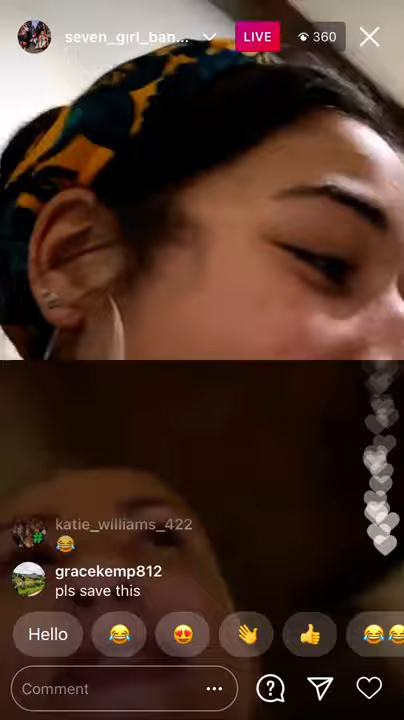 seven_girl_ban...
LIVE
360
katie_williams_422
😂
gracekemp812
pls save this
Hello 😂 😍 👋 👍 😂😂
Comment